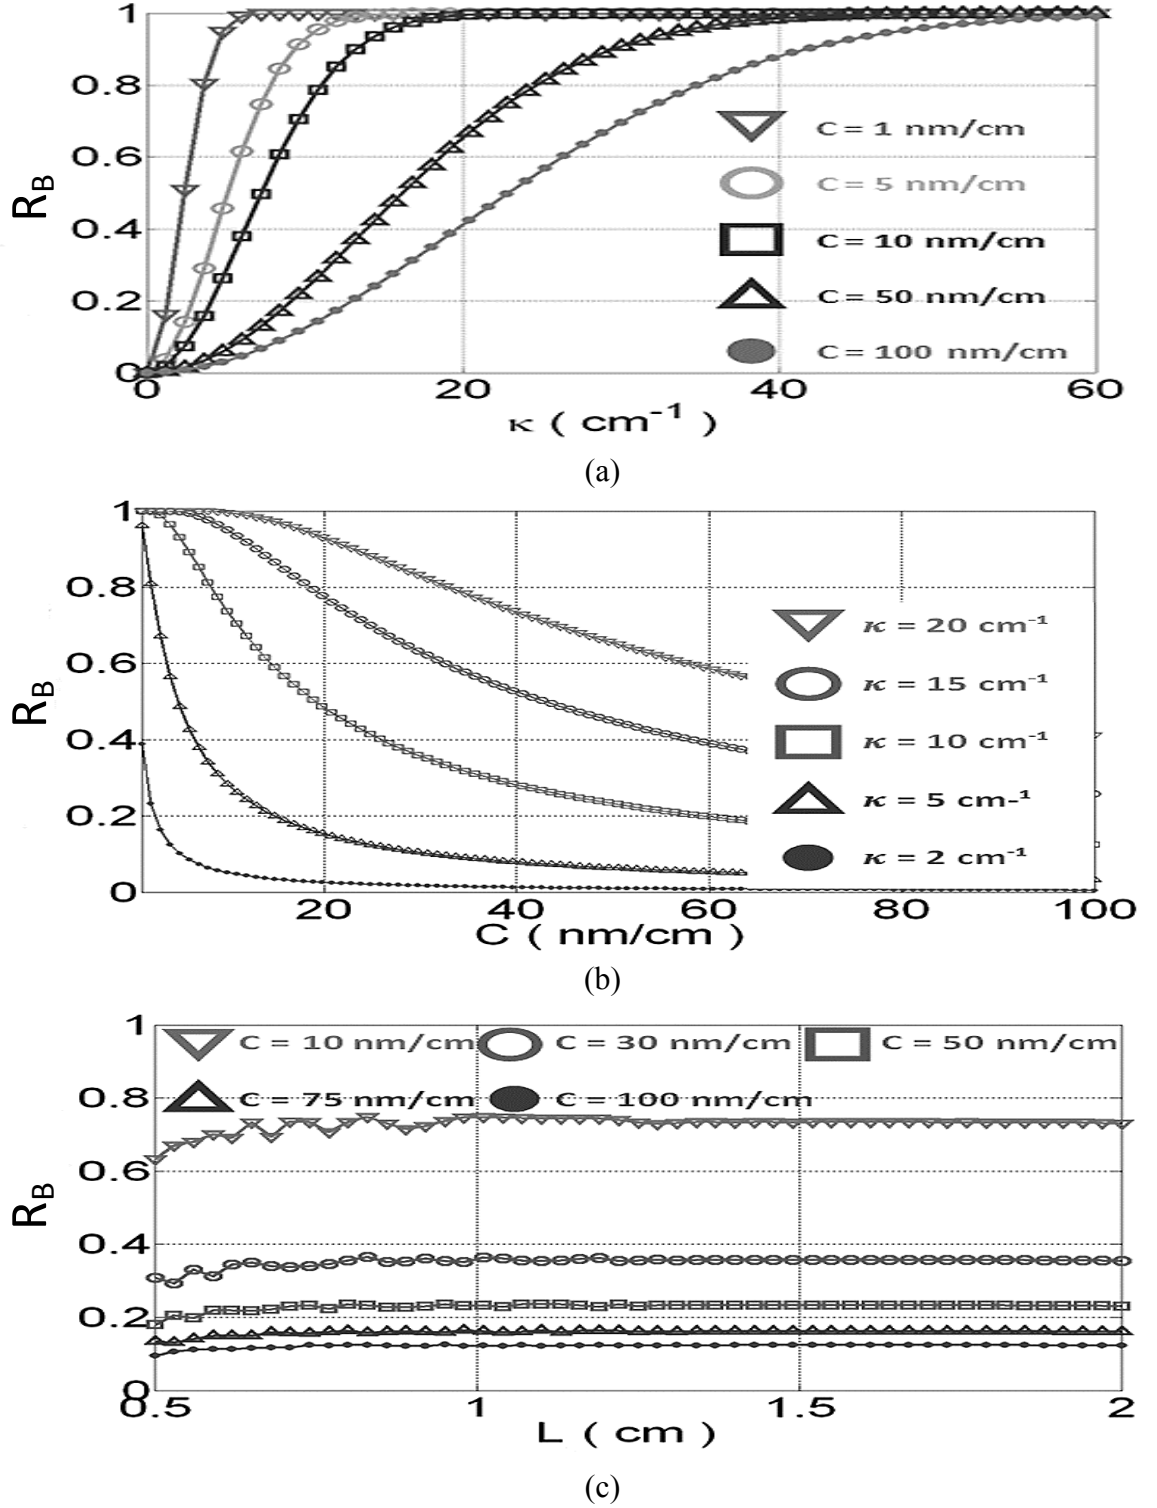 1
0.8
0.6
0.4
0.2
0
R_B
C = 1 nm/cm
C = 5 nm/cm
C = 10 nm/cm
C = 50 nm/cm
C = 100 nm/cm
0 20 40 60
κ ( cm⁻¹ )
(a)
1
0.8
0.6
0.4
0.2
0
R_B
κ = 20 cm⁻¹
κ = 15 cm⁻¹
κ = 10 cm⁻¹
κ = 5 cm-¹
κ = 2 cm⁻¹
20 40 60 80 100
C ( nm/cm )
(b)
1
0.8
0.6
0.4
0.2
0
R_B
C = 10 nm/cm C = 30 nm/cm C = 50 nm/cm
C = 75 nm/cm C = 100 nm/cm
0.5 1 1.5 2
L ( cm )
(c)